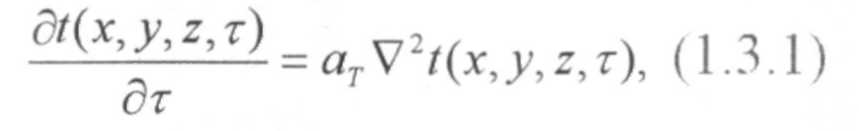 ∂t(x, y, z, τ)/∂τ = a_T ∇²t(x, y, z, τ), (1.3.1)